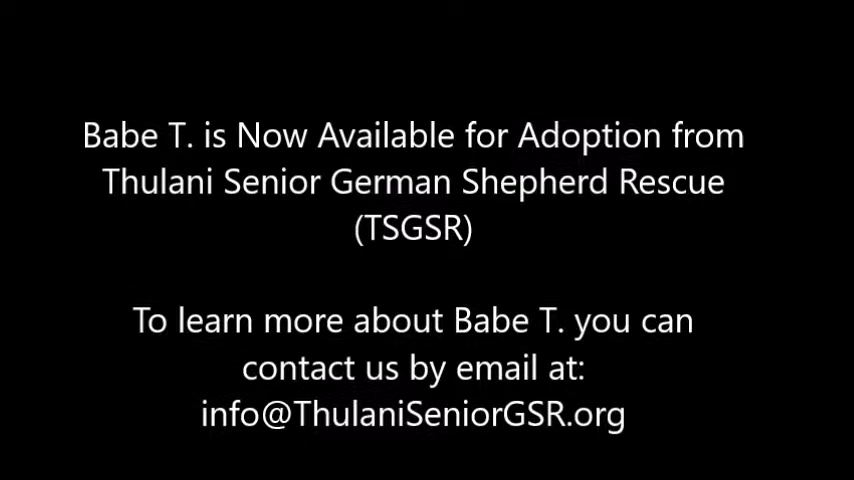 Babe T. is Now Available for Adoption from
Thulani Senior German Shepherd Rescue
(TSGSR)
To learn more about Babe T. you can
contact us by email at:
info@ThulaniSeniorGSR.org